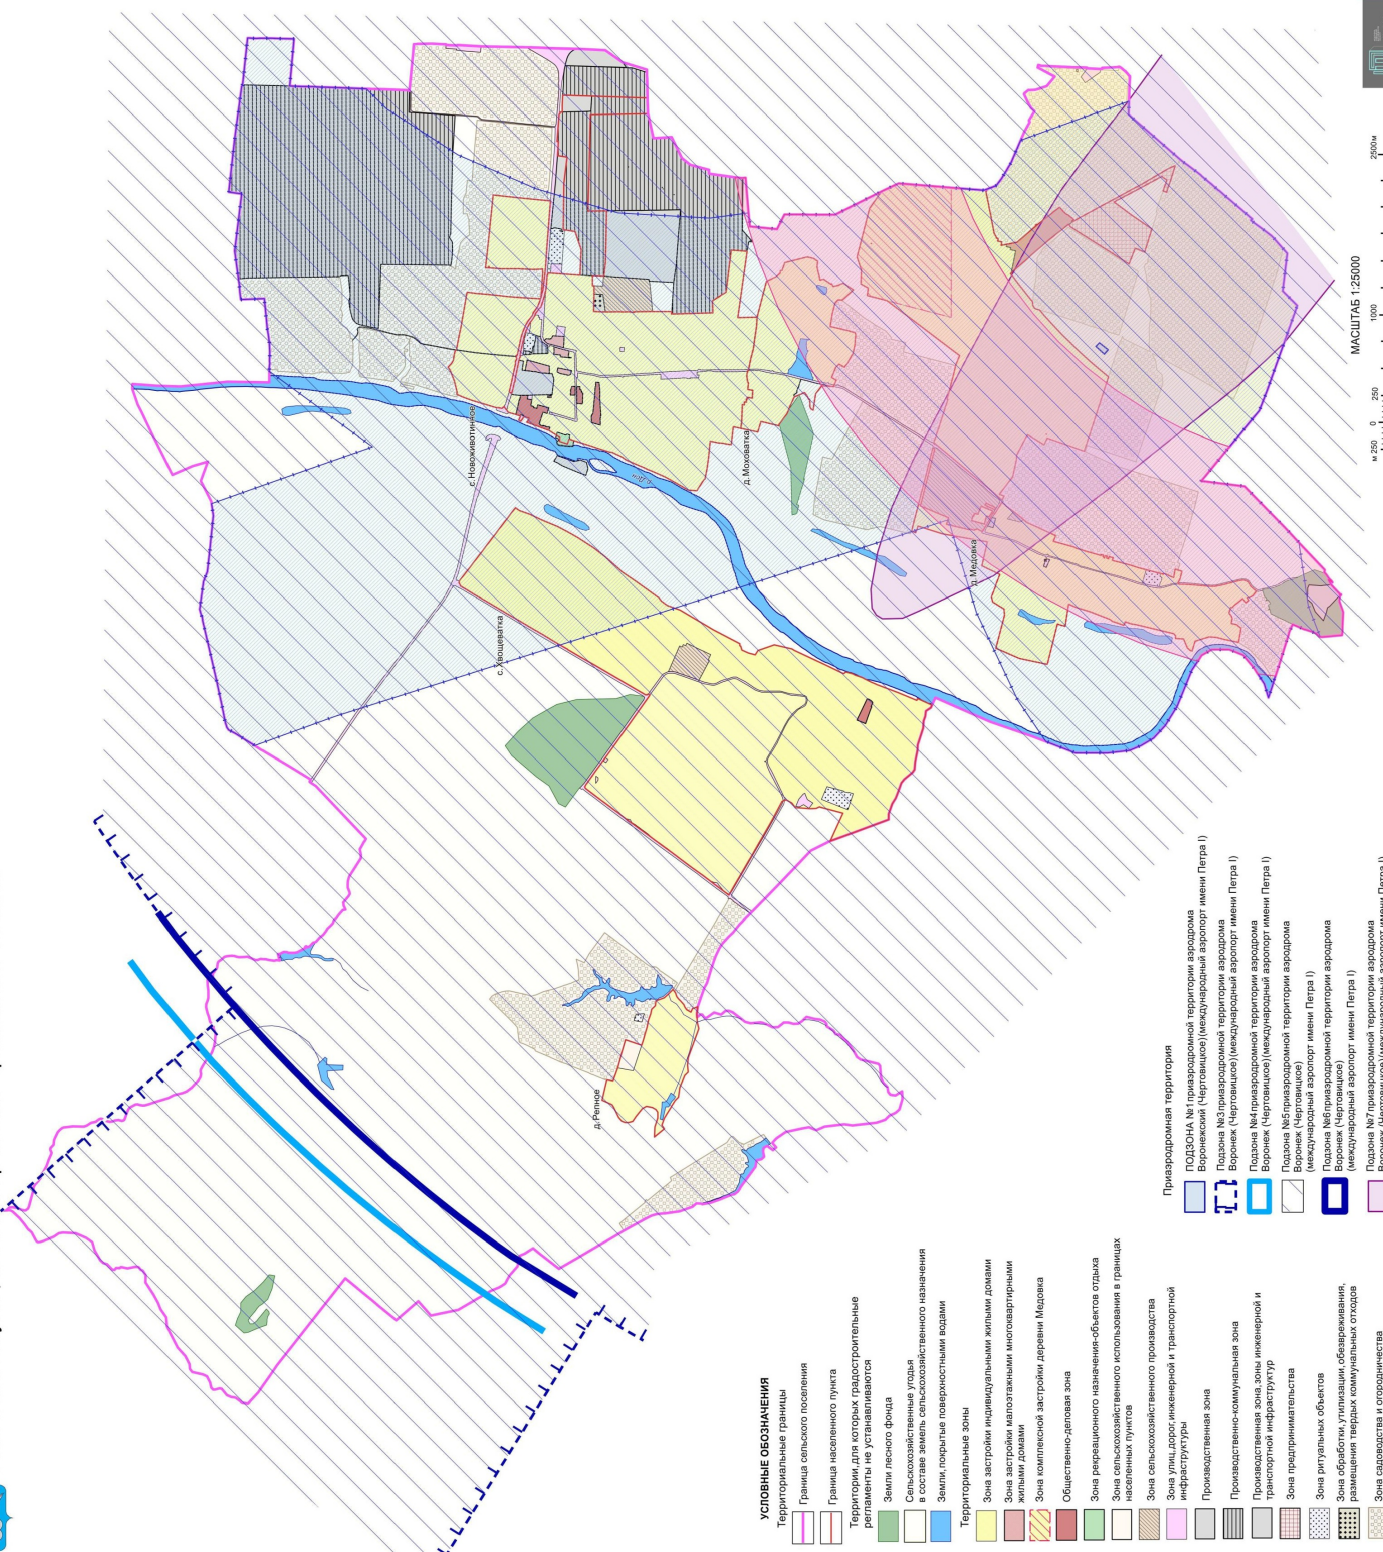 с. Новоживотинное
с. Хвощеватка
д. Моховатка
д. Медовка
д. Репное
МАСШТАБ 1:25000
м 250 0 250 1000 2500м
УСЛОВНЫЕ ОБОЗНАЧЕНИЯ
Территориальные границы
Граница сельского поселения
Граница населенного пункта
Территории, для которых градостроительные
регламенты не устанавливаются
Земли лесного фонда
Сельскохозяйственные угодья
в составе земель сельскохозяйственного назначения
Земли, покрытые поверхностными водами
Территориальные зоны
Зона застройки индивидуальными жилыми домами
Зона застройки малоэтажными многоквартирными
жилыми домами
Зона комплексной застройки деревни Медовка
Общественно-деловая зона
Зона рекреационного назначения-объектов отдыха
Зона сельскохозяйственного использования в границах
населенных пунктов
Зона сельскохозяйственного производства
Зона улиц, дорог, инженерной и транспортной
инфраструктуры
Производственная зона
Производственно-коммунальная зона
Производственная зона, зоны инженерной и
транспортной инфраструктур
Зона предпринимательства
Зона ритуальных объектов
Зона обработки, утилизации, обезвреживания,
размещения твердых коммунальных отходов
Зона садоводства и огородничества
Приаэродромная территория
ПОДЗОНА №1 приаэродромной территории аэродрома
Воронежский (Чертовицкое)(международный аэропорт имени Петра I)
Подзона №3 приаэродромной территории аэродрома
Воронеж (Чертовицкое)(международный аэропорт имени Петра I)
Подзона №4 приаэродромной территории аэродрома
Воронеж (Чертовицкое)(международный аэропорт имени Петра I)
Подзона №5 приаэродромной территории аэродрома
Воронеж (Чертовицкое)
(международный аэропорт имени Петра I)
Подзона №6 приаэродромной территории аэродрома
Воронеж (Чертовицкое)
(международный аэропорт имени Петра I)
Подзона №7 приаэродромной территории аэродрома